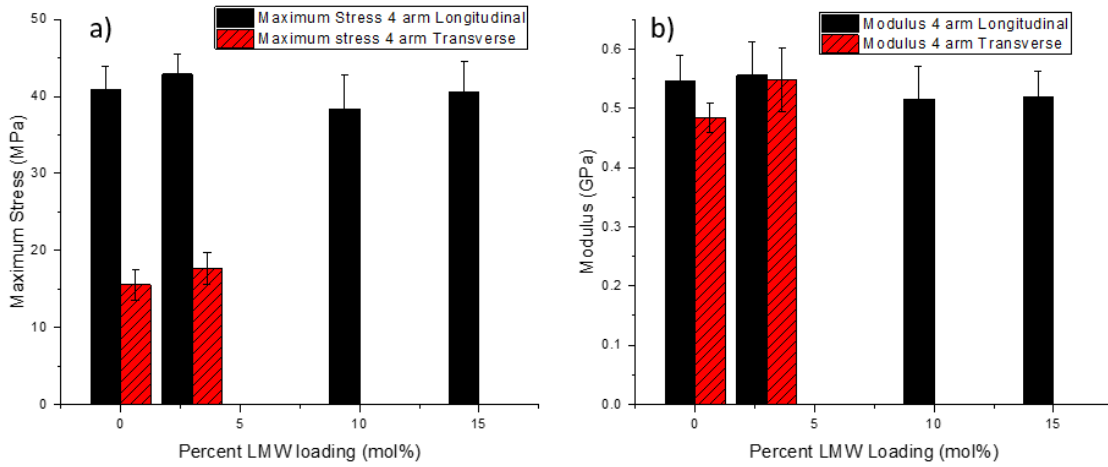 a)
Maximum Stress 4 arm Longitudinal
Maximum stress 4 arm Transverse
Maximum Stress (MPa)
50
40
30
20
10
0
0
5
10
15
Percent LMW loading (mol%)
b)
Modulus 4 arm Longitudinal
Modulus 4 arm Transverse
Modulus (GPa)
0.6
0.5
0.4
0.3
0.2
0.1
0.0
0
5
10
15
Percent LMW Loading (mol%)